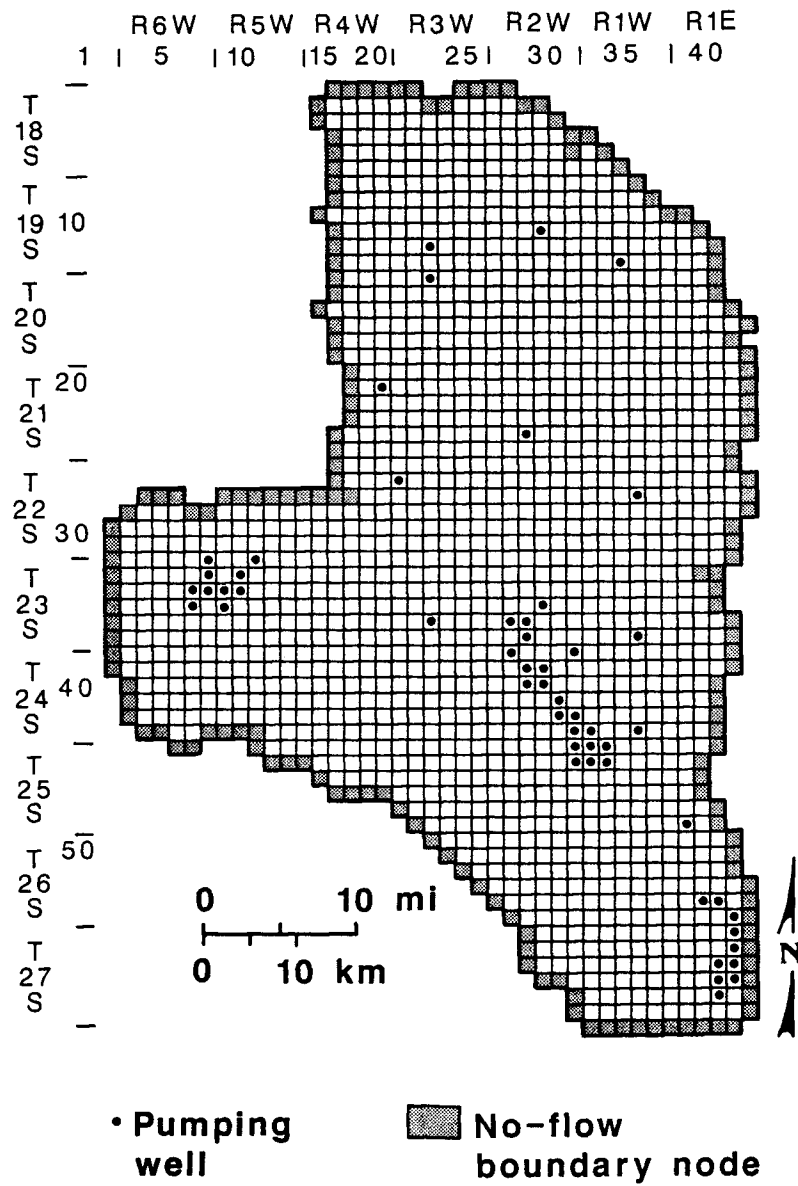 R6W R5W R4W R3W R2W R1W R1E
1 | 5 | 10 |15 20| 25| 30 | 35 | 40
T
18
S
T
19 10
S
T
20
S
T 20
21
S
T
22
S 30
T
23
S
T
24 40
S
T
25
S
T 50
26
S
T
27
S
0 10 mi
0 10 km
N
• Pumping well
No-flow boundary node